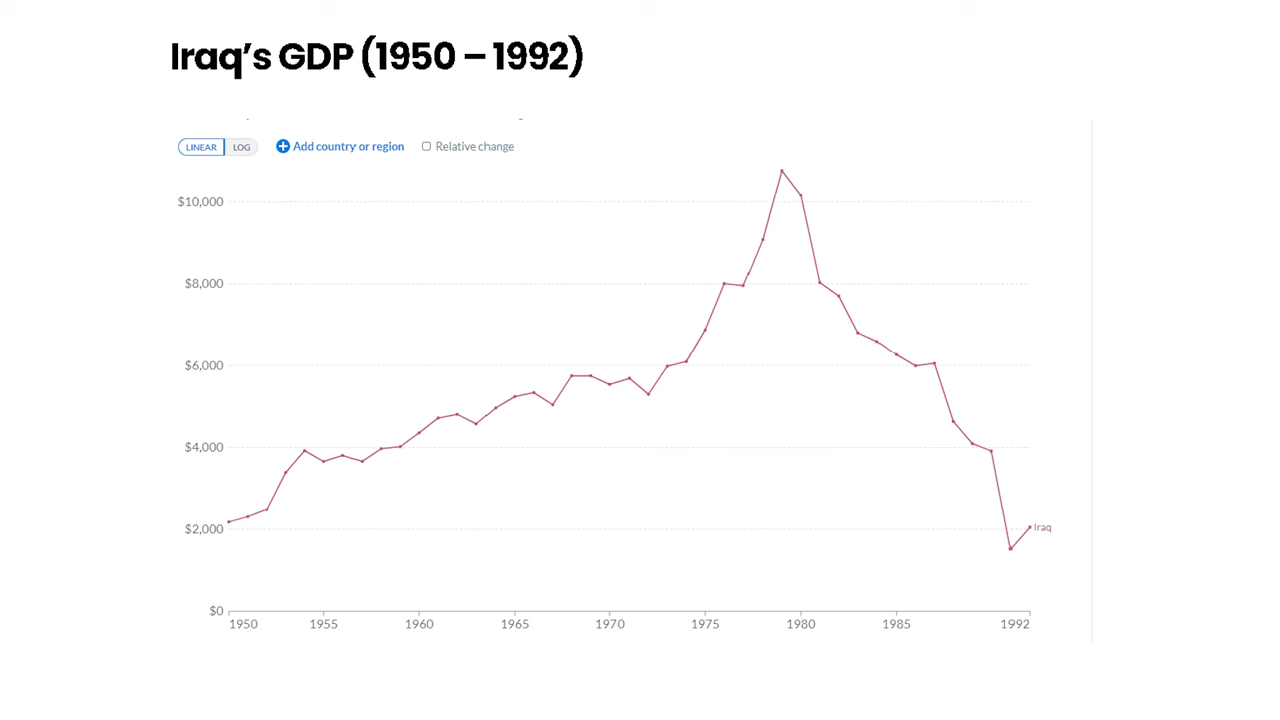 Iraq’s GDP (1950 – 1992)
LINEAR LOG Add country or region Relative change
$10,000
$8,000
$6,000
$4,000
$2,000
Iraq
$0
1950 1955 1960 1965 1970 1975 1980 1985 1992